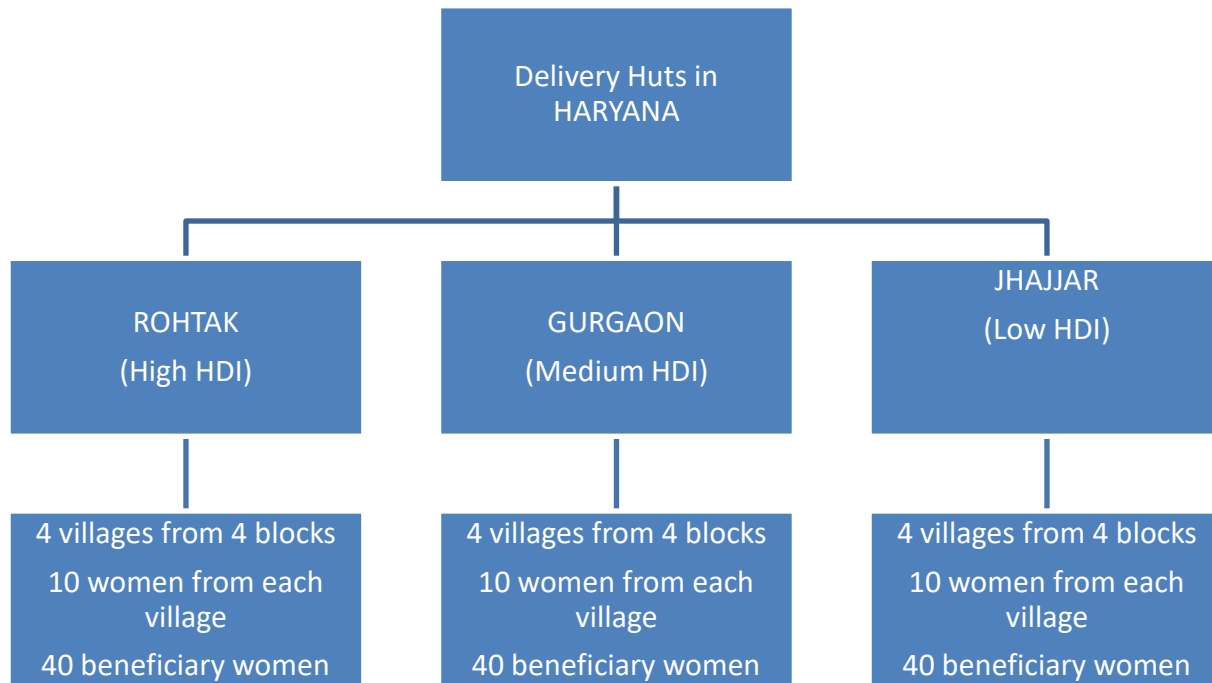 Delivery Huts in
HARYANA
ROHTAK
(High HDI)
GURGAON
(Medium HDI)
JHAJJAR
(Low HDI)
4 villages from 4 blocks
10 women from each
village
40 beneficiary women
4 villages from 4 blocks
10 women from each
village
40 beneficiary women
4 villages from 4 blocks
10 women from each
village
40 beneficiary women